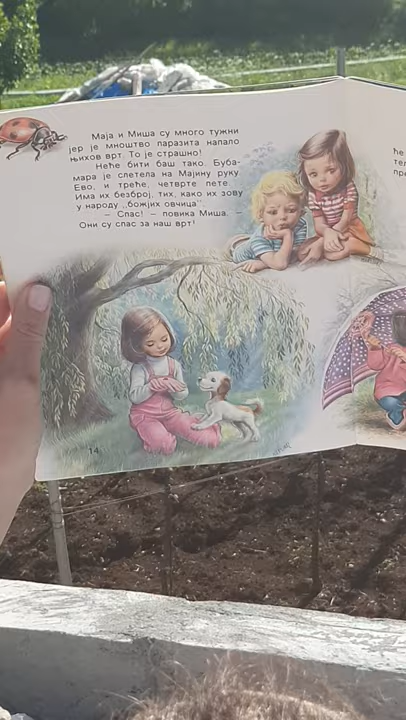 Маја и Миша су много тужни
јер је мноштво паразита напало
њихов врт. То је страшно!
Неће бити баш тако. Буба-
мара је слетела на Мајину руку.
Ево, и треће, четврте, пете...
Има их безброј, тих, како их зову
у народу „божјих овчица".
– Спас! – повика Миша. –
Они су спас за наш врт!
14